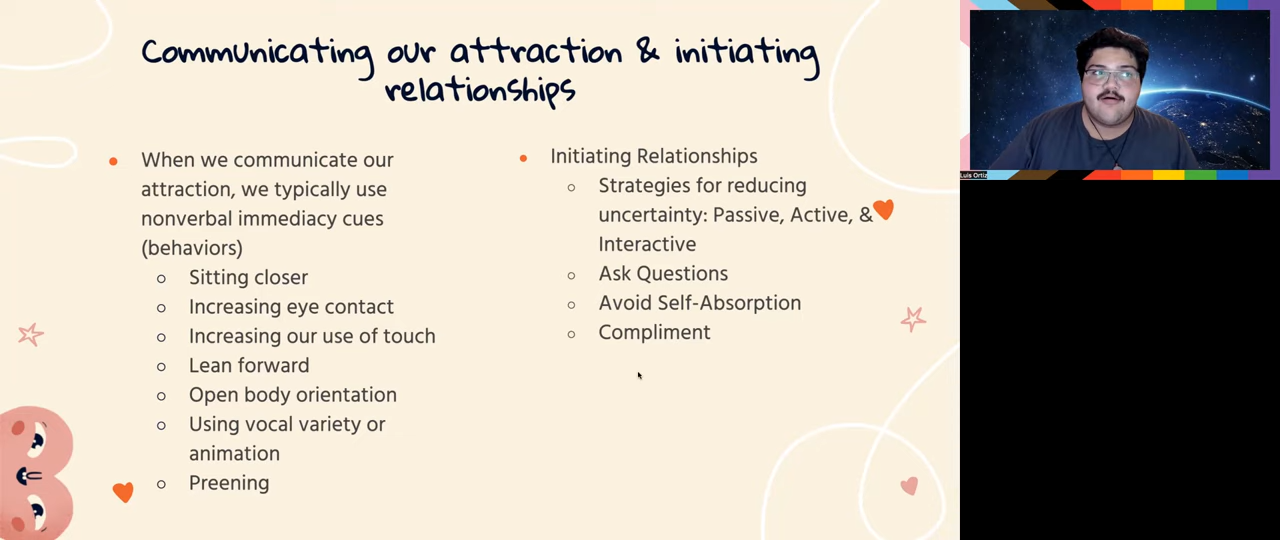 Communicating our attraction & initiating
relationships
When we communicate our
attraction, we typically use
nonverbal immediacy cues
(behaviors)
Sitting closer
Increasing eye contact
Increasing our use of touch
Lean forward
Open body orientation
Using vocal variety or
animation
Preening
Initiating Relationships
Strategies for reducing
uncertainty: Passive, Active, &
Interactive
Ask Questions
Avoid Self-Absorption
Compliment
Luis Ortiz